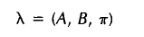 λ = (A, B, π)